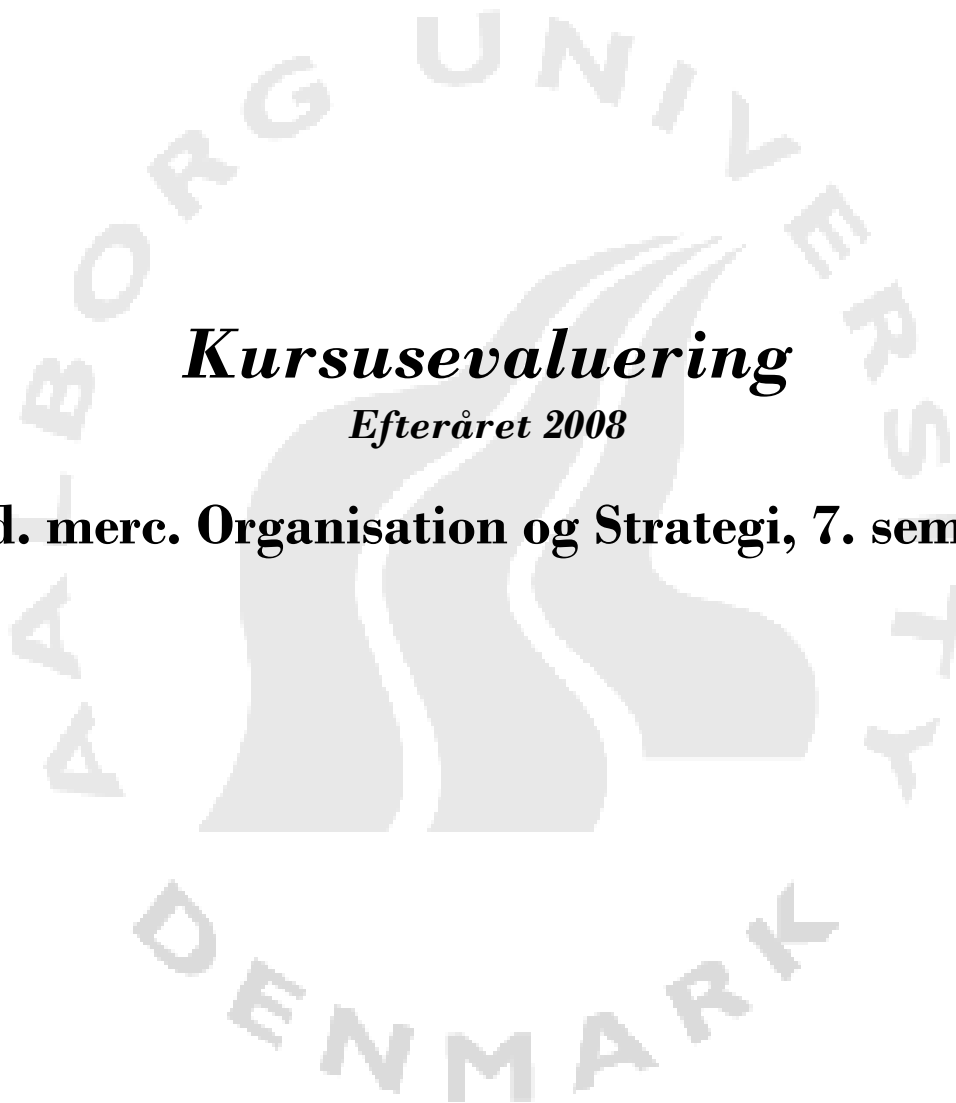 AALBORG UNIVERSITY
Kursusevaluering
Efteråret 2008
d. merc. Organisation og Strategi, 7. sem
DENMARK